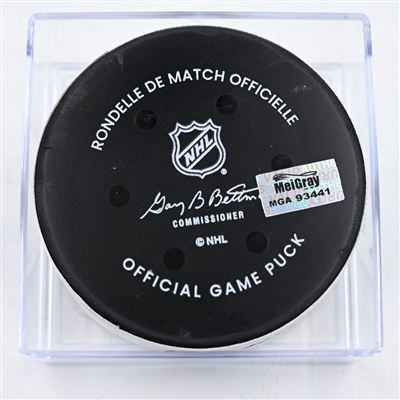 RONDELLE DE MATCH OFFICIELLE
NHL
®
Gary B Bettman
MeiGray
MGA 93441
COMMISSIONER
© NHL
OFFICIAL GAME PUCK